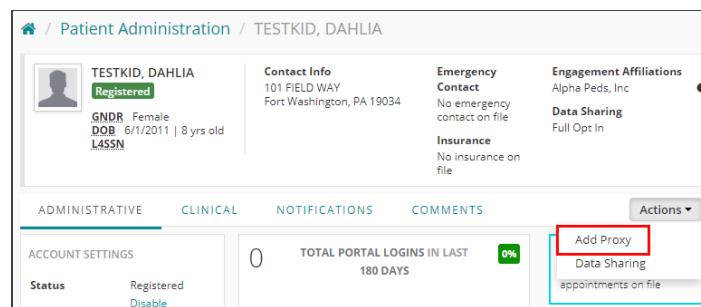 / Patient Administration / TESTKID, DAHLIA
TESTKID, DAHLIA
Registered
GNDR Female
DOB 6/1/2011 | 8 yrs old
L4SSN
Contact Info
101 FIELD WAY
Fort Washington, PA 19034
Emergency
Contact
No emergency
contact on file
Insurance
No insurance on
file
Engagement Affiliations
Alpha Peds, Inc
Data Sharing
Full Opt In
ADMINISTRATIVE CLINICAL NOTIFICATIONS COMMENTS Actions
Add Proxy
Data Sharing
appointments on file
ACCOUNT SETTINGS
Status Registered
Disable
0 TOTAL PORTAL LOGINS IN LAST 0%
180 DAYS